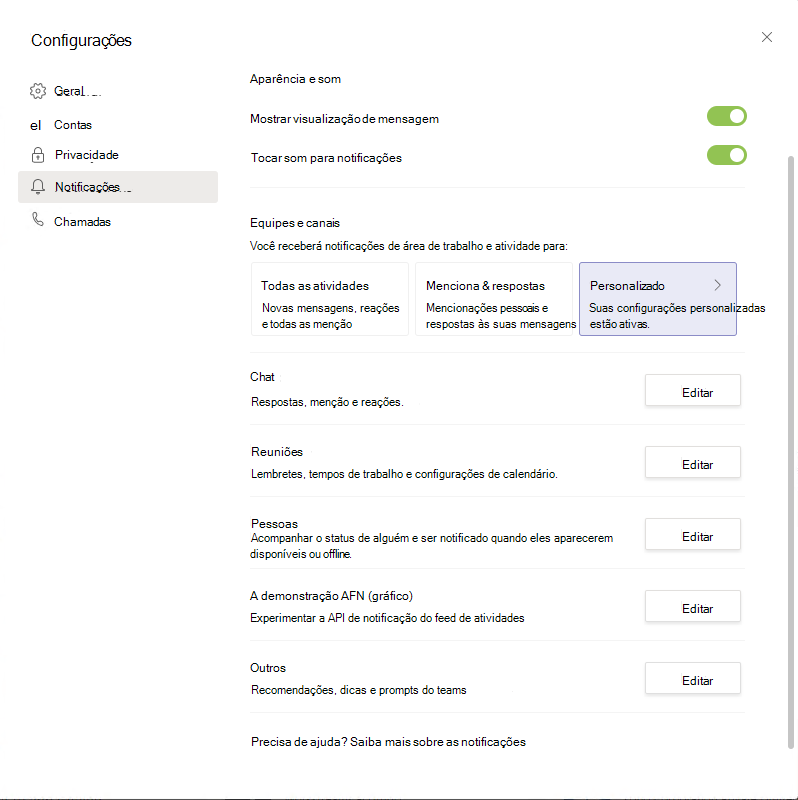 Configurações
Geral
el Contas
Privacidade
Notificações
Chamadas
Aparência e som
Mostrar visualização de mensagem
Tocar som para notificações
Equipes e canais
Você receberá notificações de área de trabalho e atividade para:
Todas as atividades
Novas mensagens, reações
e todas as menção
Menciona & respostas
Mencionações pessoais e
respostas às suas mensagens
Personalizado
Suas configurações personalizadas
estão ativas.
Chat
Respostas, menção e reações.
Editar
Reuniões
Lembretes, tempos de trabalho e configurações de calendário.
Editar
Pessoas
Acompanhar o status de alguém e ser notificado quando eles aparecerem
disponíveis ou offline.
Editar
A demonstração AFN (gráfico)
Experimentar a API de notificação do feed de atividades
Editar
Outros
Recomendações, dicas e prompts do teams
Editar
Precisa de ajuda? Saiba mais sobre as notificações